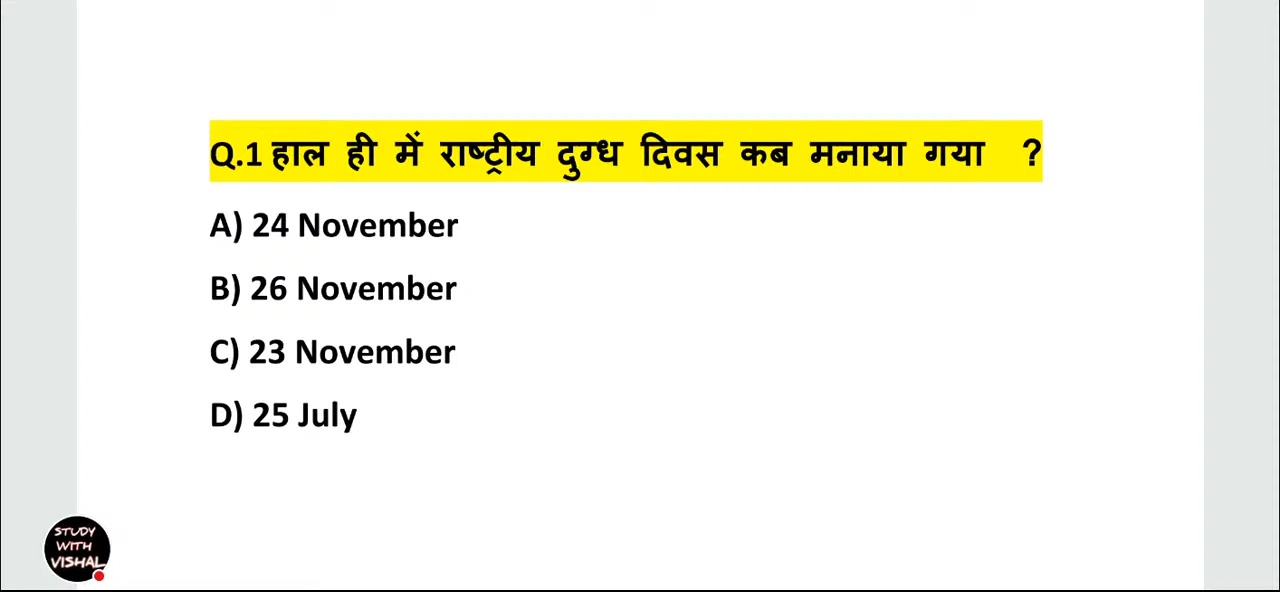 Q.1 हाल ही में राष्ट्रीय दुग्ध दिवस कब मनाया गया ?
A) 24 November
B) 26 November
C) 23 November
D) 25 July
STUDY
WITH
VISHAL